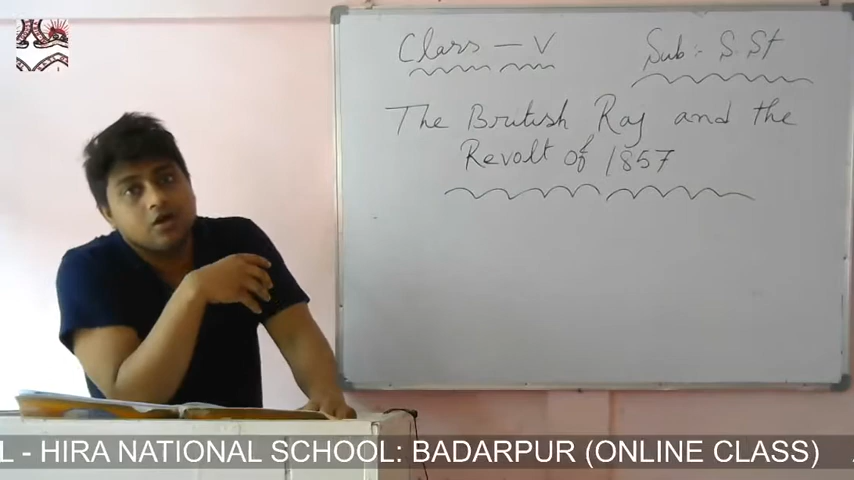 Class - V
Sub:- S.St
The British Raj and the
Revolt of 1857
L - HIRA NATIONAL SCHOOL: BADARPUR (ONLINE CLASS)